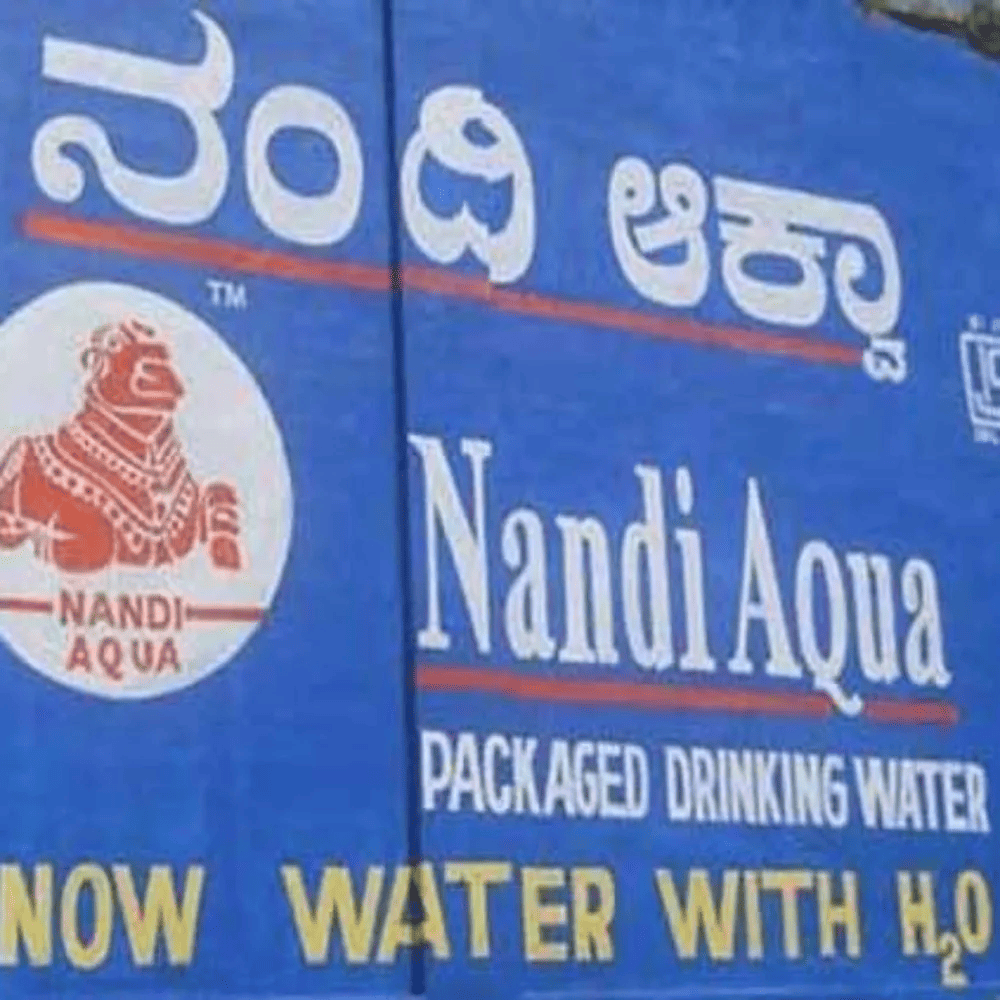 ನಂದಿ ಆಕ್ವಾ
TM
NANDI
AQUA
Nandi Aqua
PACKAGED DRINKING WATER
NOW WATER WITH H₂O